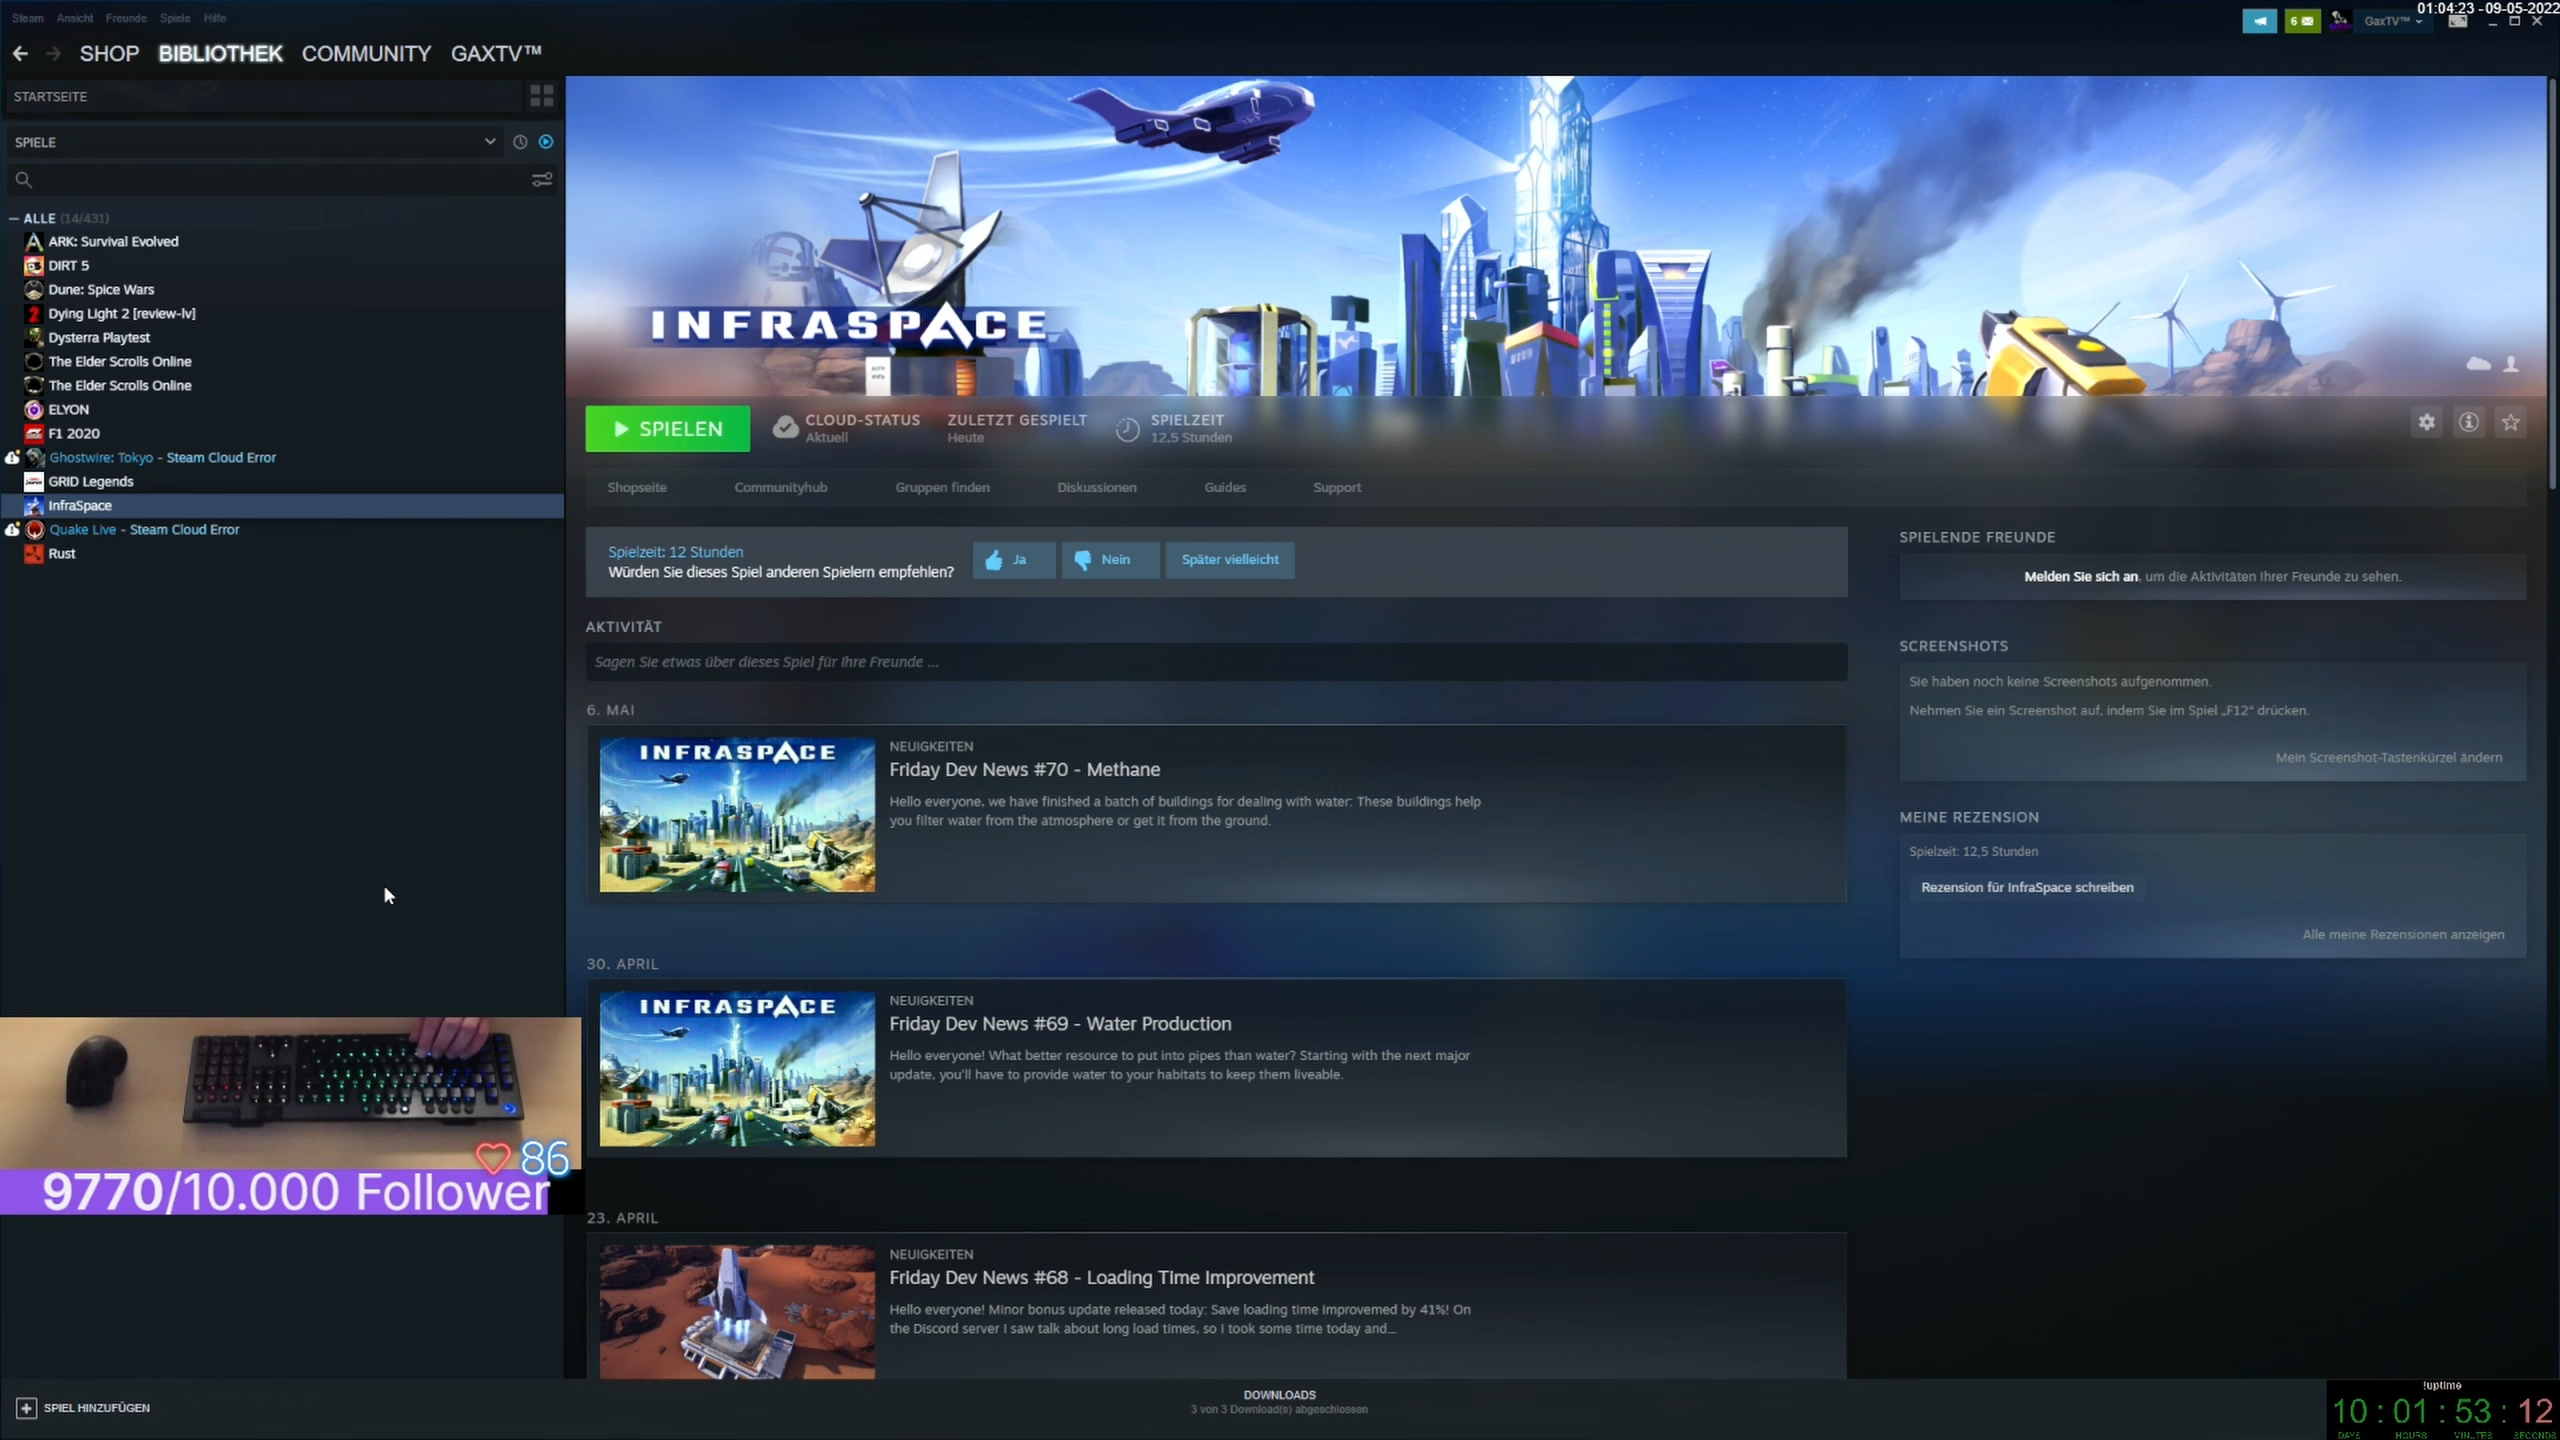 Steam Ansicht Freunde Spiele Hilfe
01:04:23 - 09-05-2022
6
GaxTV™
SHOP BIBLIOTHEK COMMUNITY GAXTV™
STARTSEITE
SPIELE
ALLE (14/431)
ARK: Survival Evolved
DIRT 5
Dune: Spice Wars
Dying Light 2 [review-lv]
Dysterra Playtest
The Elder Scrolls Online
The Elder Scrolls Online
ELYON
F1 2020
Ghostwire: Tokyo - Steam Cloud Error
GRID Legends
InfraSpace
Quake Live - Steam Cloud Error
Rust
86
9770/10.000 Follower
SPIEL HINZUFÜGEN
INFRASPACE
SPIELEN
CLOUD-STATUS
Aktuell
ZULETZT GESPIELT
Heute
SPIELZEIT
12,5 Stunden
Shopseite Communityhub Gruppen finden Diskussionen Guides Support
Spielzeit: 12 Stunden
Würden Sie dieses Spiel anderen Spielern empfehlen?
Ja
Nein
Später vielleicht
AKTIVITÄT
Sagen Sie etwas über dieses Spiel für Ihre Freunde ...
6. MAI
INFRASPACE
NEUIGKEITEN
Friday Dev News #70 - Methane
Hello everyone, we have finished a batch of buildings for dealing with water: These buildings help
you filter water from the atmosphere or get it from the ground.
30. APRIL
INFRASPACE
NEUIGKEITEN
Friday Dev News #69 - Water Production
Hello everyone! What better resource to put into pipes than water? Starting with the next major
update, you'll have to provide water to your habitats to keep them liveable.
23. APRIL
NEUIGKEITEN
Friday Dev News #68 - Loading Time Improvement
Hello everyone! Minor bonus update released today: Save loading time improvemed by 41%! On
the Discord server I saw talk about long load times, so I took some time today and...
SPIELENDE FREUNDE
Melden Sie sich an, um die Aktivitäten Ihrer Freunde zu sehen.
SCREENSHOTS
Sie haben noch keine Screenshots aufgenommen.
Nehmen Sie ein Screenshot auf, indem Sie im Spiel „F12“ drücken.
Mein Screenshot-Tastenkürzel ändern
MEINE REZENSION
Spielzeit: 12,5 Stunden
Rezension für InfraSpace schreiben
Alle meine Rezensionen anzeigen
DOWNLOADS
3 von 3 Download(s) abgeschlossen
!uptime
10 : 01 : 53 : 12
DAYS HOURS MINUTES SECONDS